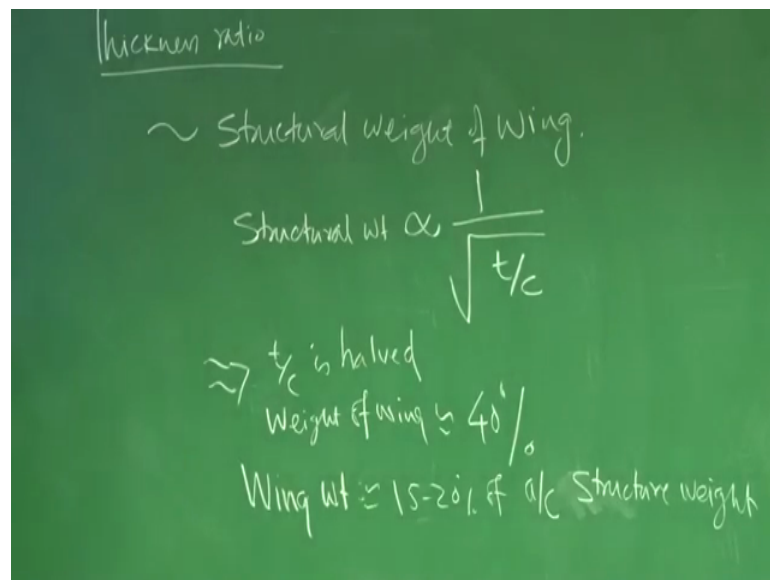 Thickness ratio
~ Structural weight of wing.
Structural wt ∝ 1/√(t/c)
⇒ t/c is halved
Weight of wing ≃ 40%
Wing wt ≃ 15-20% of a/c Structure weight